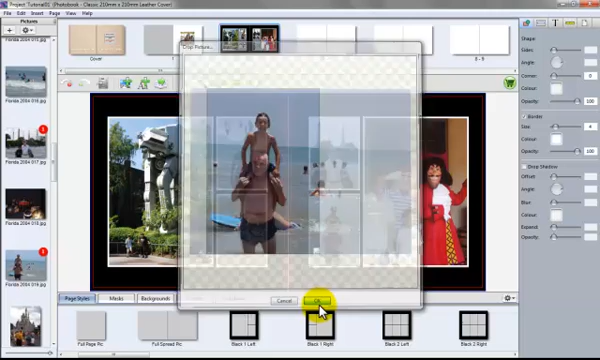 Project: Tutorial01 (Photobook - Classic 210mm x 210mm Leather Cover)
File Edit Insert Page View Window Help
Pictures
Florida 2004 016.jpg
Florida 2004 017.jpg
Florida 2004 018.jpg
Florida 2004 019.jpg
Cover
1
8 - 9
Crop Picture...
Cancel
OK
Page Styles
Masks
Backgrounds
Full Page Pic
Full-Spread Pic
Black 1 Left
Black 1 Right
Black 2 Left
Black 2 Right
Shape
Sides:
Angle:
Corner:
0
Colour:
Opacity:
100
Border
Size:
4
Colour:
Opacity:
100
Drop Shadow
Offset:
Angle:
Blur:
Colour:
Expand:
Opacity: